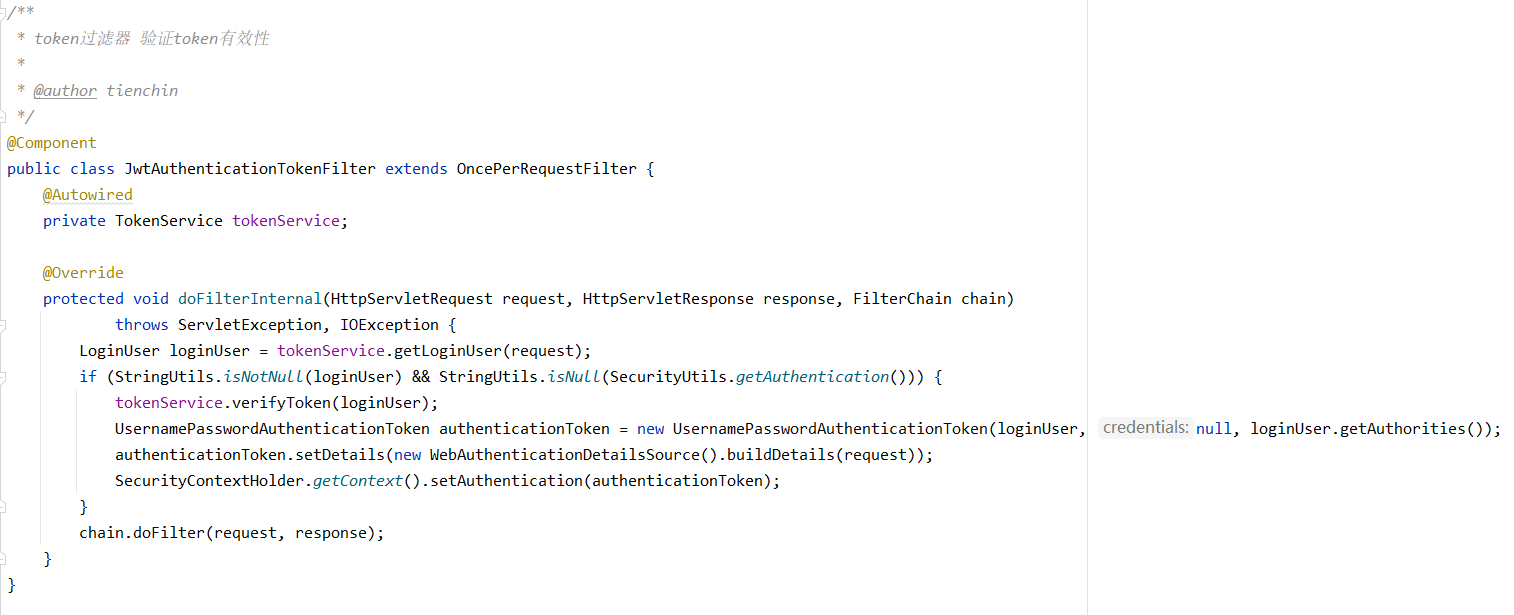 /**
 * token过滤器 验证token有效性
 *
 * @author tienchin
 */
@Component
public class JwtAuthenticationTokenFilter extends OncePerRequestFilter {
    @Autowired
    private TokenService tokenService;

    @Override
    protected void doFilterInternal(HttpServletRequest request, HttpServletResponse response, FilterChain chain)
            throws ServletException, IOException {
        LoginUser loginUser = tokenService.getLoginUser(request);
        if (StringUtils.isNotNull(loginUser) && StringUtils.isNull(SecurityUtils.getAuthentication())) {
            tokenService.verifyToken(loginUser);
            UsernamePasswordAuthenticationToken authenticationToken = new UsernamePasswordAuthenticationToken(loginUser, credentials: null, loginUser.getAuthorities());
            authenticationToken.setDetails(new WebAuthenticationDetailsSource().buildDetails(request));
            SecurityContextHolder.getContext().setAuthentication(authenticationToken);
        }
        chain.doFilter(request, response);
    }
}